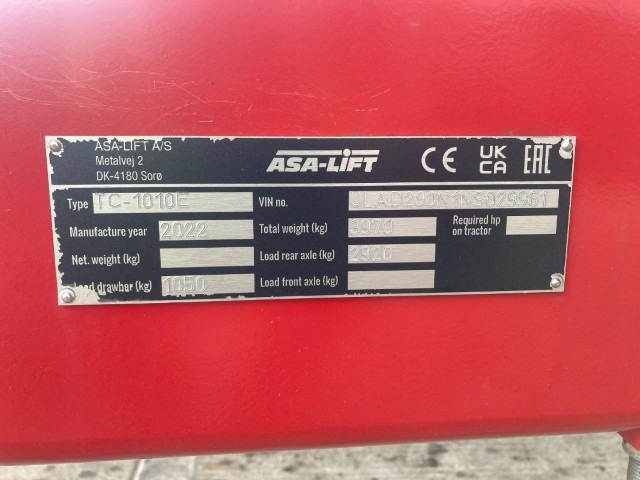 ASA-LIFT A/S
Metalvej 2
DK-4180 Sorø
ASA-LIFT
CE UK CA EAC
Type TC-1010E
VIN no.
Manufacture year 2022
Total weight (kg) 3970
Required hp on tractor
Net. weight (kg)
Load rear axle (kg) 2920
Load drawbar (kg) 1050
Load front axle (kg)